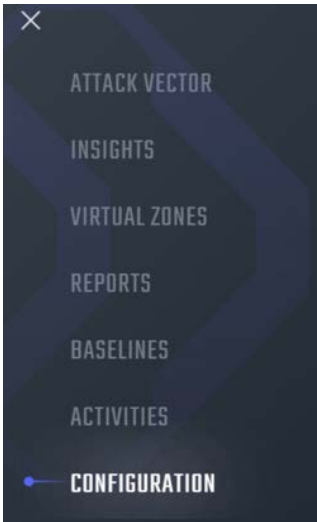 ATTACK VECTOR
INSIGHTS
VIRTUAL ZONES
REPORTS
BASELINES
ACTIVITIES
CONFIGURATION